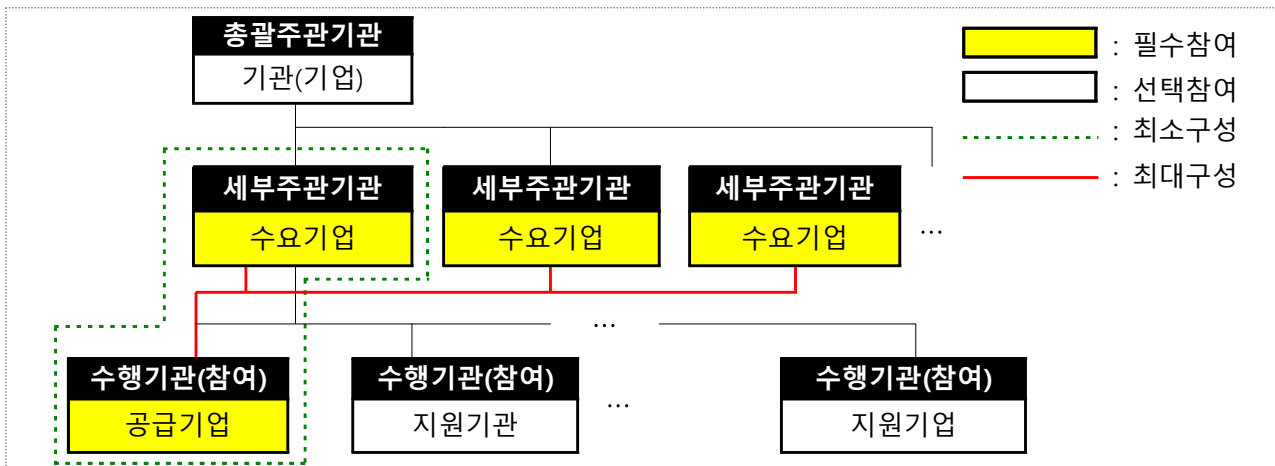 총괄주관기관
기관(기업)
: 필수참여
: 선택참여
: 최소구성
: 최대구성
세부주관기관
수요기업
세부주관기관
수요기업
세부주관기관
수요기업
...
...
수행기관(참여)
공급기업
수행기관(참여)
지원기관
...
수행기관(참여)
지원기업